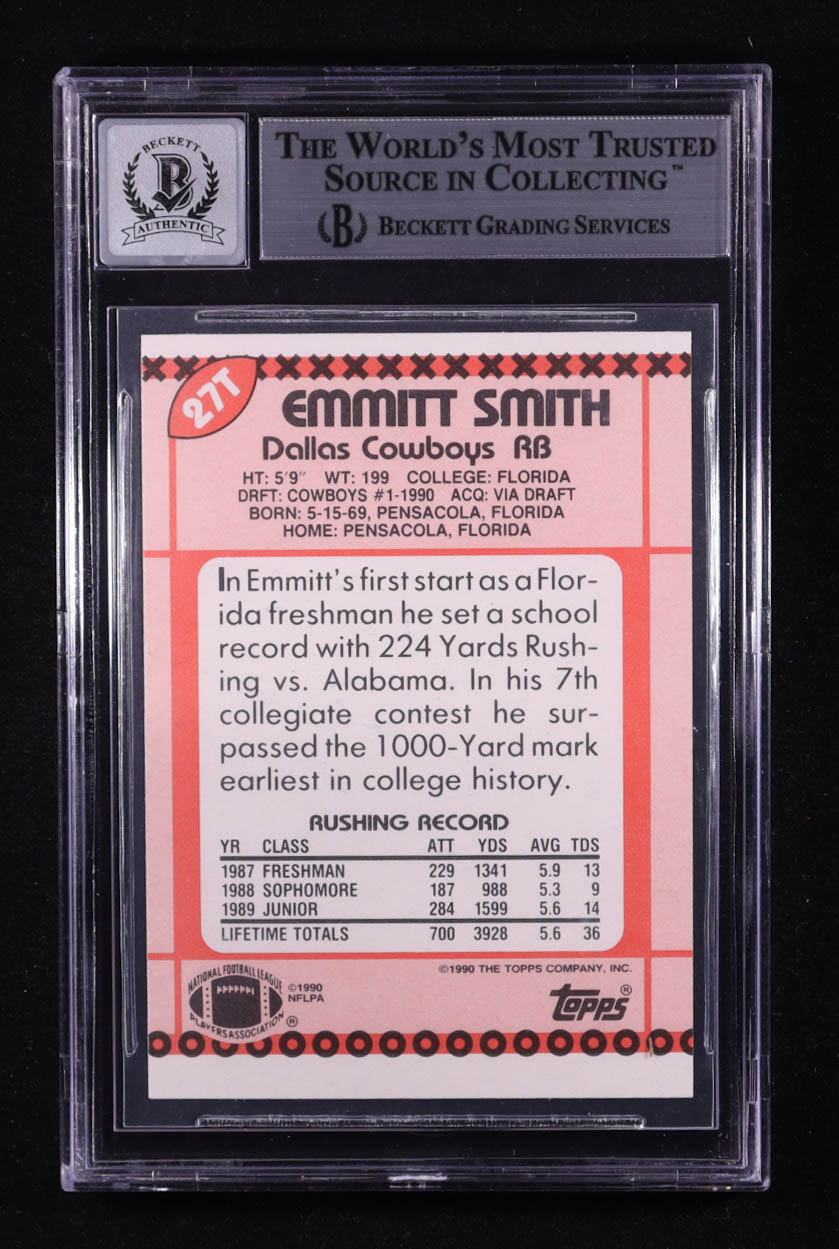 BECKETT
B
AUTHENTIC
THE WORLD'S MOST TRUSTED
SOURCE IN COLLECTING™
B BECKETT GRADING SERVICES
27T
EMMITT SMITH
Dallas Cowboys RB
HT: 5'9" WT: 199 COLLEGE: FLORIDA
DRFT: COWBOYS #1-1990 ACQ: VIA DRAFT
BORN: 5-15-69, PENSACOLA, FLORIDA
HOME: PENSACOLA, FLORIDA
In Emmitt's first start as a Flor-
ida freshman he set a school
record with 224 Yards Rush-
ing vs. Alabama. In his 7th
collegiate contest he sur-
passed the 1000-Yard mark
earliest in college history.
RUSHING RECORD
YR CLASS ATT YDS AVG TDS
1987 FRESHMAN 229 1341 5.9 13
1988 SOPHOMORE 187 988 5.3 9
1989 JUNIOR 284 1599 5.6 14
LIFETIME TOTALS 700 3928 5.6 36
©1990 THE TOPPS COMPANY, INC.
NATIONAL FOOTBALL LEAGUE
PLAYERS ASSOCIATION ®
©1990
NFLPA
topps®